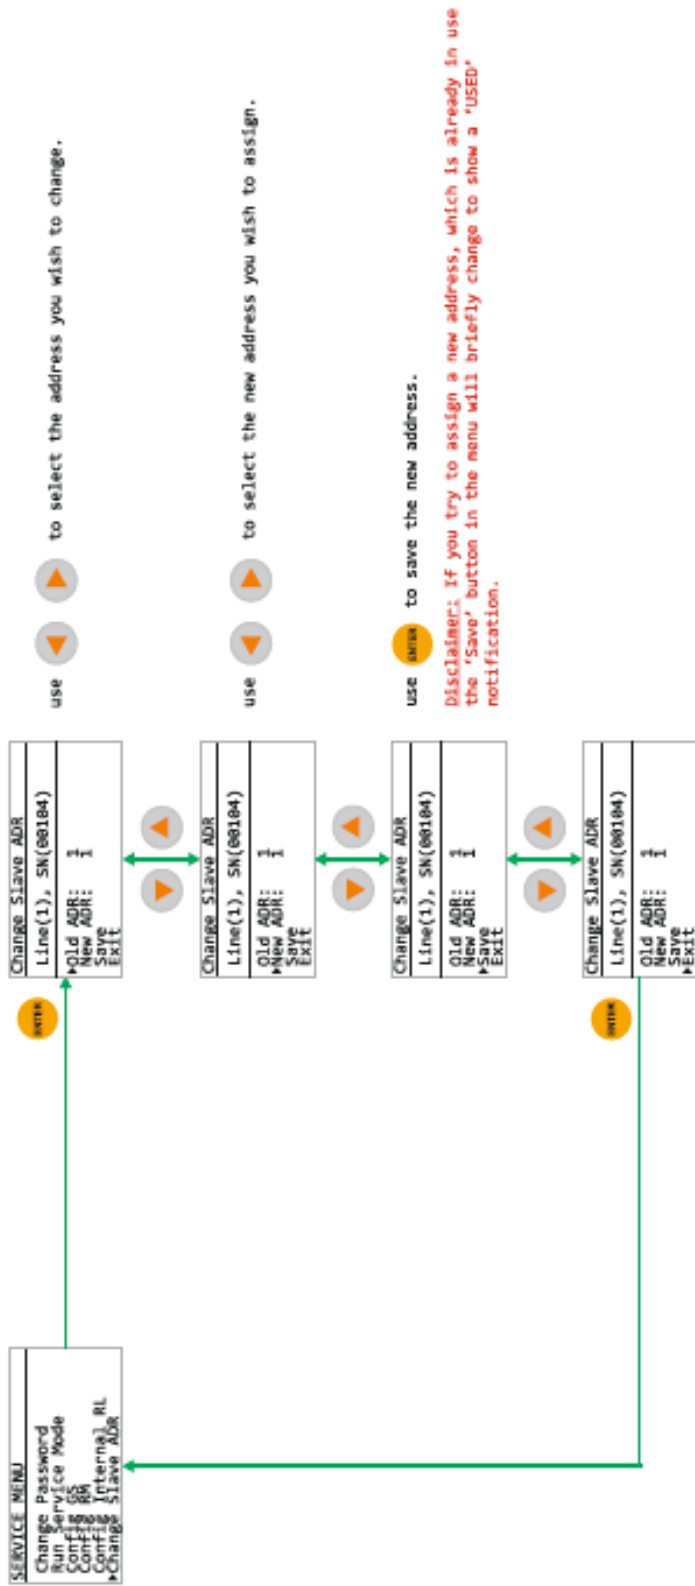 SERVICE MENU
Change Password
Run Service Mode
Config GS
Config RM
Config Internal RL
▶Change Slave ADR
ENTER
Change Slave ADR
Line(1), SN(00104)
▶Old ADR: 1
New ADR: 1
Save
Exit
use to select the address you wish to change.
Change Slave ADR
Line(1), SN(00104)
Old ADR: 1
▶New ADR: 1
Save
Exit
use to select the new address you wish to assign.
Change Slave ADR
Line(1), SN(00104)
Old ADR: 1
New ADR: 1
▶Save
Exit
use ENTER to save the new address.
Disclaimer: If you try to assign a new address, which is already in use
the 'Save' button in the menu will briefly change to show a 'USED'
notification.
ENTER
Change Slave ADR
Line(1), SN(00104)
Old ADR: 1
New ADR: 1
Save
▶Exit